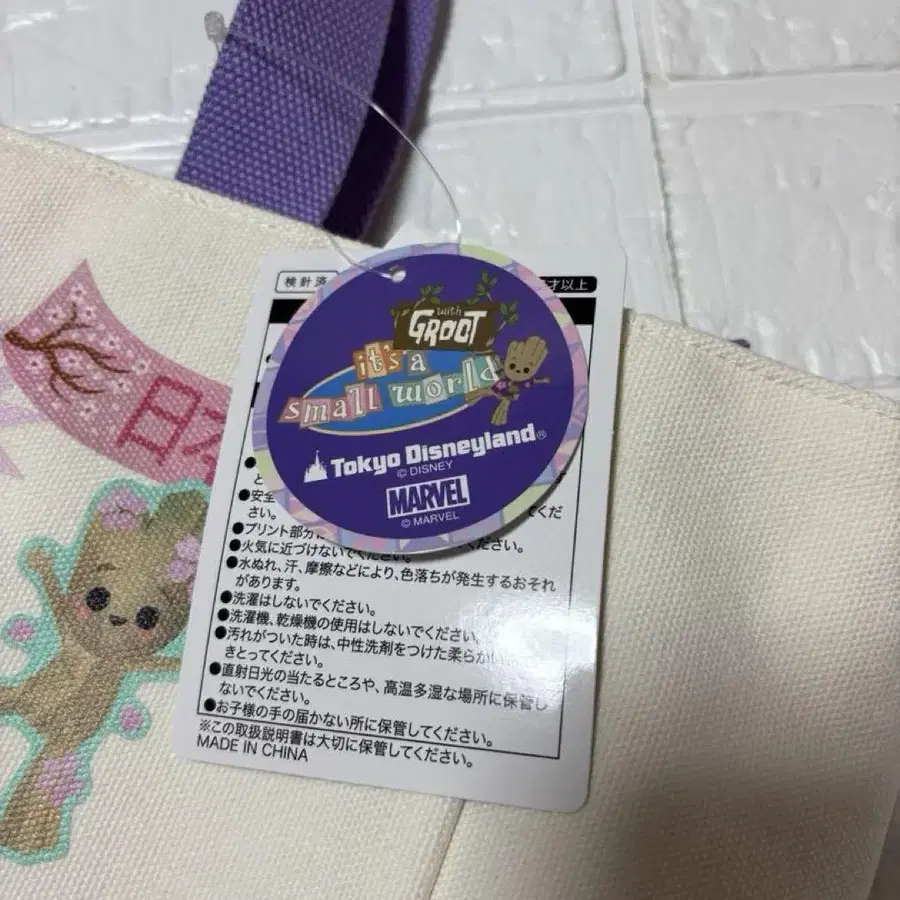 検針済
才以上
with
GROOT
it's a
small world
Tokyo Disneyland®
© DISNEY
MARVEL
© MARVEL
日
●安全
さい。
くだ
●プリント部分に
ください。
●火気に近づけないでください。
●水ぬれ、汗、摩擦などにより、色落ちが発生するおそれ
があります。
●洗濯はしないでください。
●洗濯機、乾燥機の使用はしないでください。
●汚れがついた時は、中性洗剤をつけた柔らかい
きとってください。
●直射日光の当たるところや、高温多湿な場所に保管し
ないでください。
●お子様の手の届かない所に保管してください。
※この取扱説明書は大切に保管してください。
MADE IN CHINA